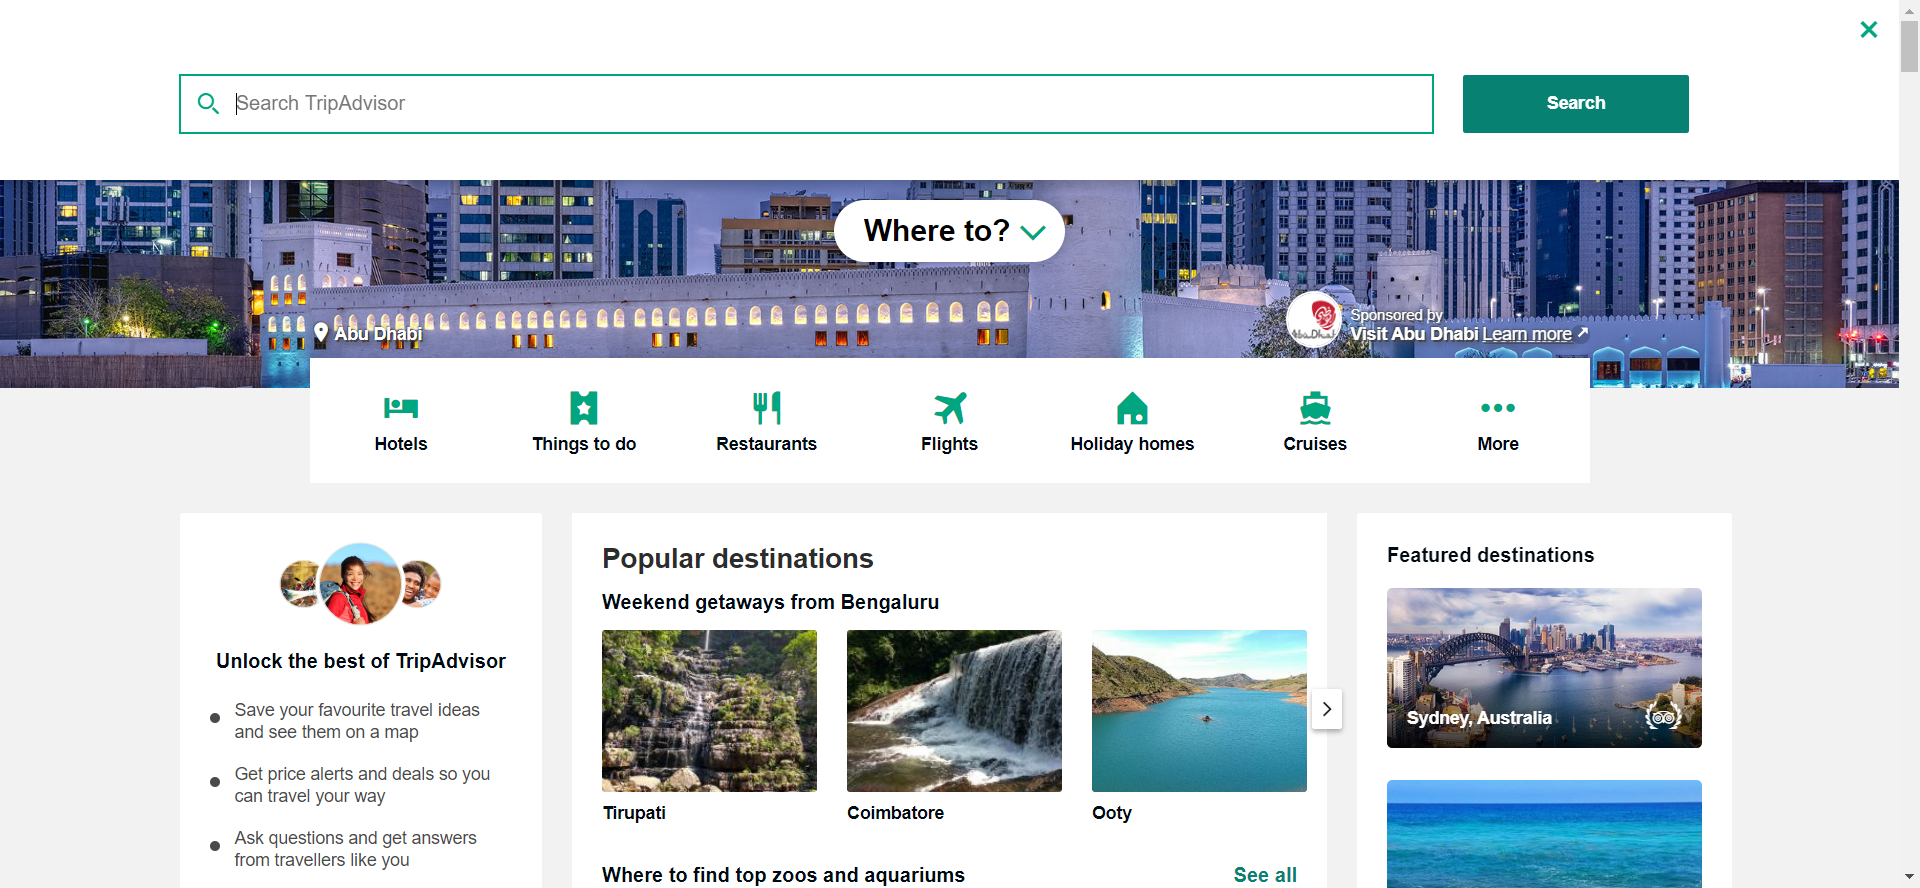 Search TripAdvisor
Search
Where to?
Abu Dhabi
Sponsored by
Visit Abu Dhabi Learn more
Hotels
Things to do
Restaurants
Flights
Holiday homes
Cruises
More
Unlock the best of TripAdvisor
Save your favourite travel ideas
and see them on a map
Get price alerts and deals so you
can travel your way
Ask questions and get answers
from travellers like you
Popular destinations
Weekend getaways from Bengaluru
Tirupati
Coimbatore
Ooty
Where to find top zoos and aquariums
See all
Featured destinations
Sydney, Australia